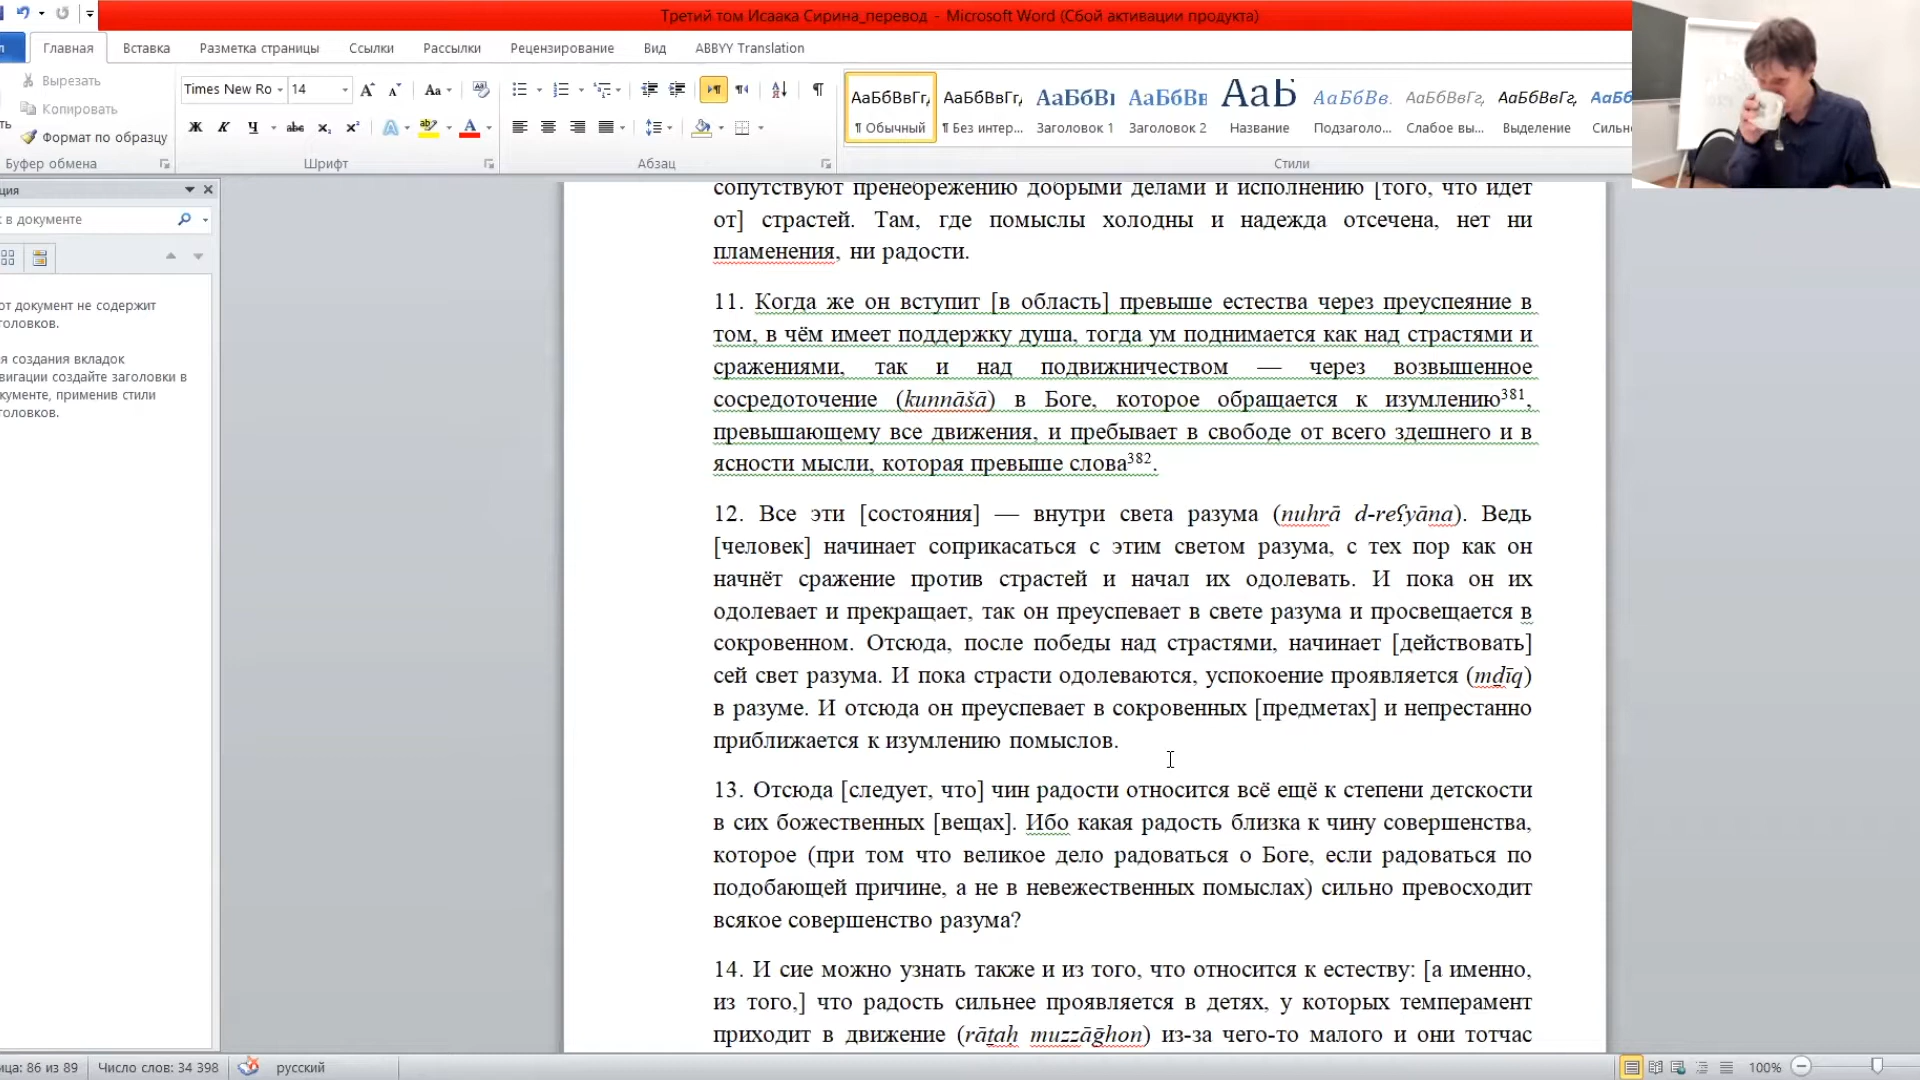 Третий том Исаака Сирина_перевод - Microsoft Word (Сбой активации продукта)
Главная Вставка Разметка страницы Ссылки Рассылки Рецензирование Вид ABBYY Translation
Вырезать
Копировать
Формат по образцу
Буфер обмена
Times New Ro 14
Шрифт
Абзац
АаБбВвГг, АаБбВвГг, АаБбВі АаБбВв АаБ АаБбВв. АаБбВвГг, АаБбВвГг, АаБбВ
¶ Обычный ¶ Без интер... Заголовок 1 Заголовок 2 Название Подзаголо... Слабое вы... Выделение Сильн
Стили
ция
с в документе
от документ не содержит
головков.
я создания вкладок
вигации создайте заголовки в
кументе, применив стили
головков.
сопутствуют пренебрежению добрыми делами и исполнению [того, что идет
от] страстей. Там, где помыслы холодны и надежда отсечена, нет ни
пламенения, ни радости.
11. Когда же он вступит [в область] превыше естества через преуспеяние в
том, в чём имеет поддержку душа, тогда ум поднимается как над страстями и
сражениями, так и над подвижничеством — через возвышенное
сосредоточение (kunnāšā) в Боге, которое обращается к изумлению381,
превышающему все движения, и пребывает в свободе от всего здешнего и в
ясности мысли, которая превыше слова382.
12. Все эти [состояния] — внутри света разума (nuhrā d-reʕyāna). Ведь
[человек] начинает соприкасаться с этим светом разума, с тех пор как он
начнёт сражение против страстей и начал их одолевать. И пока он их
одолевает и прекращает, так он преуспевает в свете разума и просвещается в
сокровенном. Отсюда, после победы над страстями, начинает [действовать]
сей свет разума. И пока страсти одолеваются, успокоение проявляется (mḏīq)
в разуме. И отсюда он преуспевает в сокровенных [предметах] и непрестанно
приближается к изумлению помыслов.
13. Отсюда [следует, что] чин радости относится всё ещё к степени детскости
в сих божественных [вещах]. Ибо какая радость близка к чину совершенства,
которое (при том что великое дело радоваться о Боге, если радоваться по
подобающей причине, а не в невежественных помыслах) сильно превосходит
всякое совершенство разума?
14. И сие можно узнать также и из того, что относится к естеству: [а именно,
из того,] что радость сильнее проявляется в детях, у которых темперамент
приходит в движение (rāṯaḥ muzzāḡhon) из-за чего-то малого и они тотчас
ица: 86 из 89 Число слов: 34 398 русский 100%